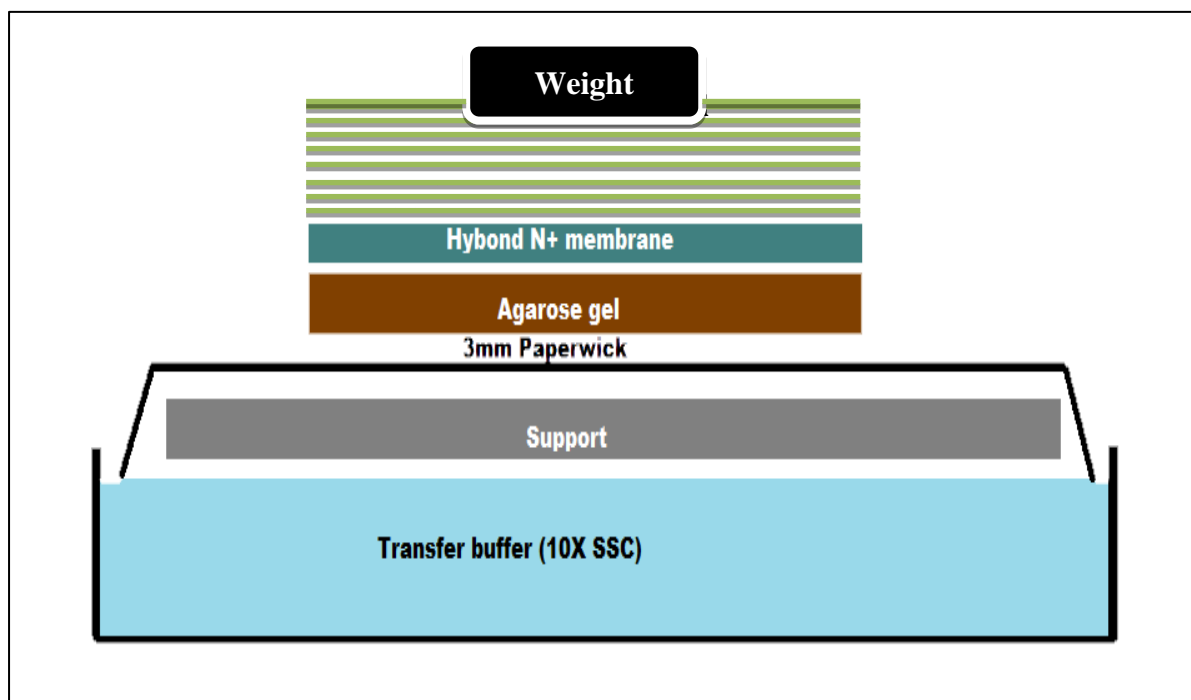 Weight
Hybond N+ membrane
Agarose gel
3mm Paperwick
Support
Transfer buffer (10X SSC)